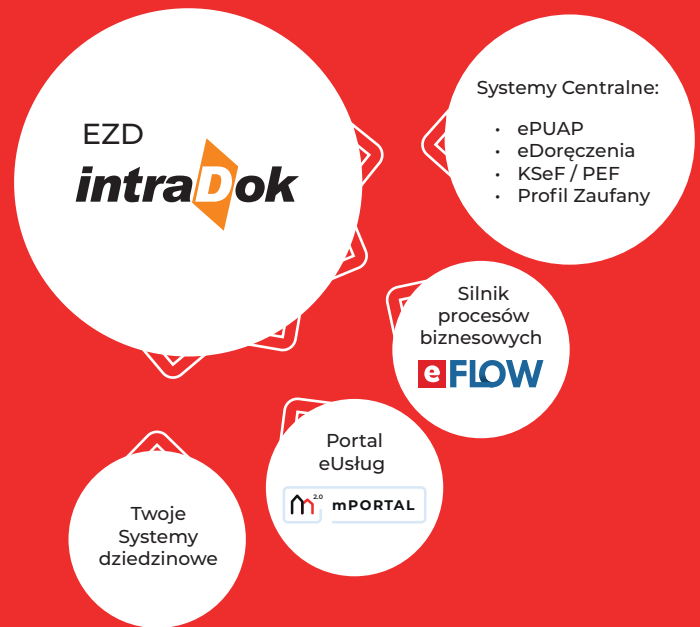 EZD
intraDok
Systemy Centralne:
• ePUAP
• eDoręczenia
• KSeF / PEF
• Profil Zaufany
Silnik
procesów
biznesowych
eFLOW
Portal
eUsług
2.0 mPORTAL
Twoje
Systemy
dziedzinowe